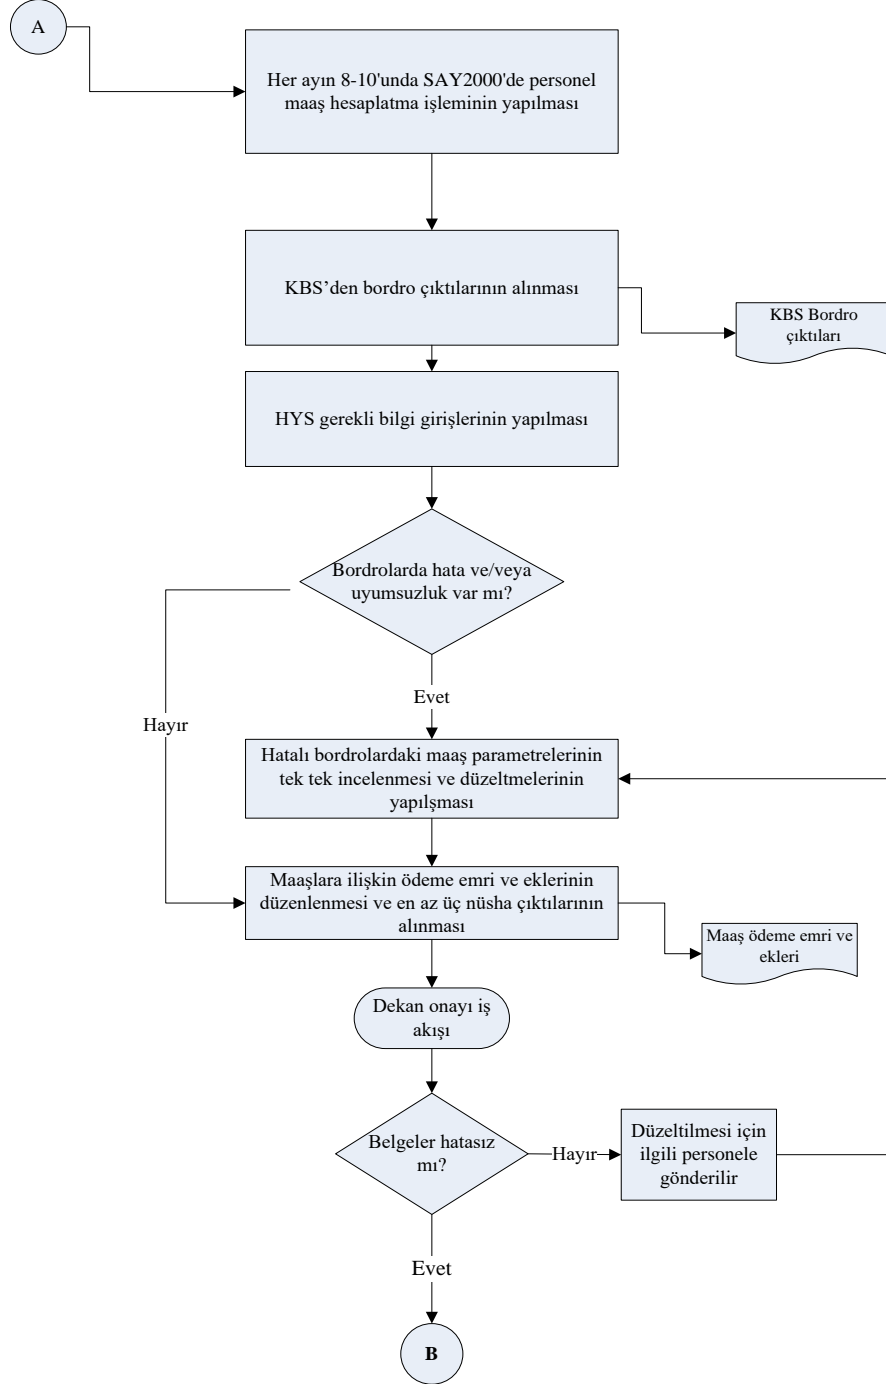 A
Her ayın 8-10'unda SAY2000'de personel
maaş hesaplatma işleminin yapılması
KBS’den bordro çıktılarının alınması
KBS Bordro
çıktıları
HYS gerekli bilgi girişlerinin yapılması
Bordrolarda hata ve/veya
uyumsuzluk var mı?
Evet
Hayır
Hatalı bordrolardaki maaş parametrelerinin
tek tek incelenmesi ve düzeltmelerinin
yapılşması
Maaşlara ilişkin ödeme emri ve eklerinin
düzenlenmesi ve en az üç nüsha çıktılarının
alınması
Maaş ödeme emri ve
ekleri
Dekan onayı iş
akışı
Belgeler hatasız
mı?
Hayır
Düzeltilmesi için
ilgili personele
gönderilir
Evet
B